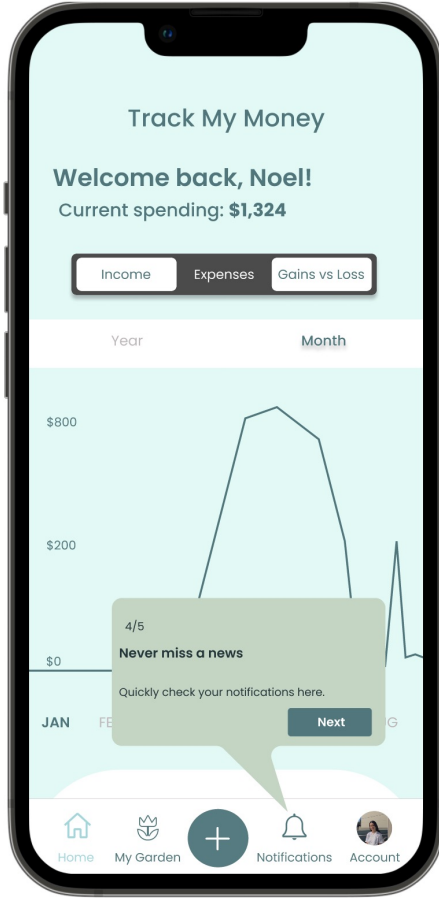 Track My Money
Welcome back, Noel!
Current spending: $1,324
Income Expenses Gains vs Loss
Year Month
$800
$200
$0
4/5
Never miss a news
Quickly check your notifications here.
Next
JAN
Home My Garden Notifications Account